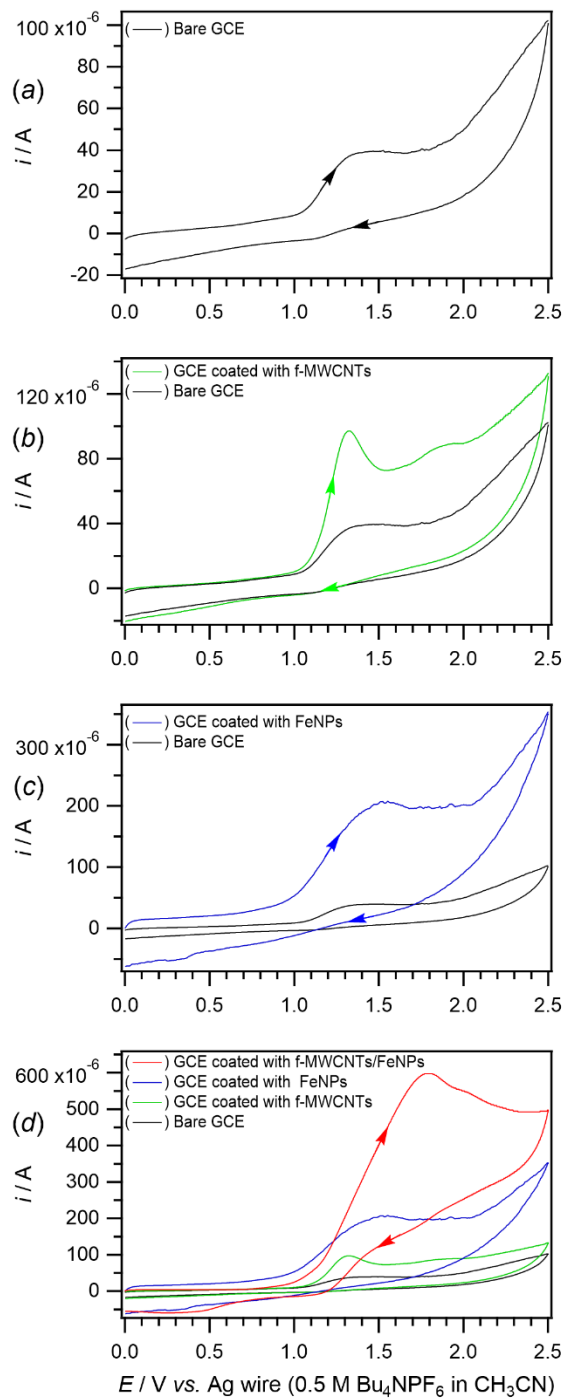 100 x10-6
(——) Bare GCE
(a)
80
60
i / A
40
20
0
-20
0.0 0.5 1.0 1.5 2.0 2.5
(——) GCE coated with f-MWCNTs
120 x10-6
(——) Bare GCE
(b)
80
i / A
40
0
0.0 0.5 1.0 1.5 2.0 2.5
(——) GCE coated with FeNPs
(——) Bare GCE
300 x10-6
(c)
200
i / A
100
0
0.0 0.5 1.0 1.5 2.0 2.5
(——) GCE coated with f-MWCNTs/FeNPs
600 x10-6
(——) GCE coated with  FeNPs
(——) GCE coated with f-MWCNTs
(——) Bare GCE
500
(d)
400
300
i / A
200
100
0
0.0 0.5 1.0 1.5 2.0 2.5
E / V vs. Ag wire (0.5 M Bu4NPF6 in CH3CN)